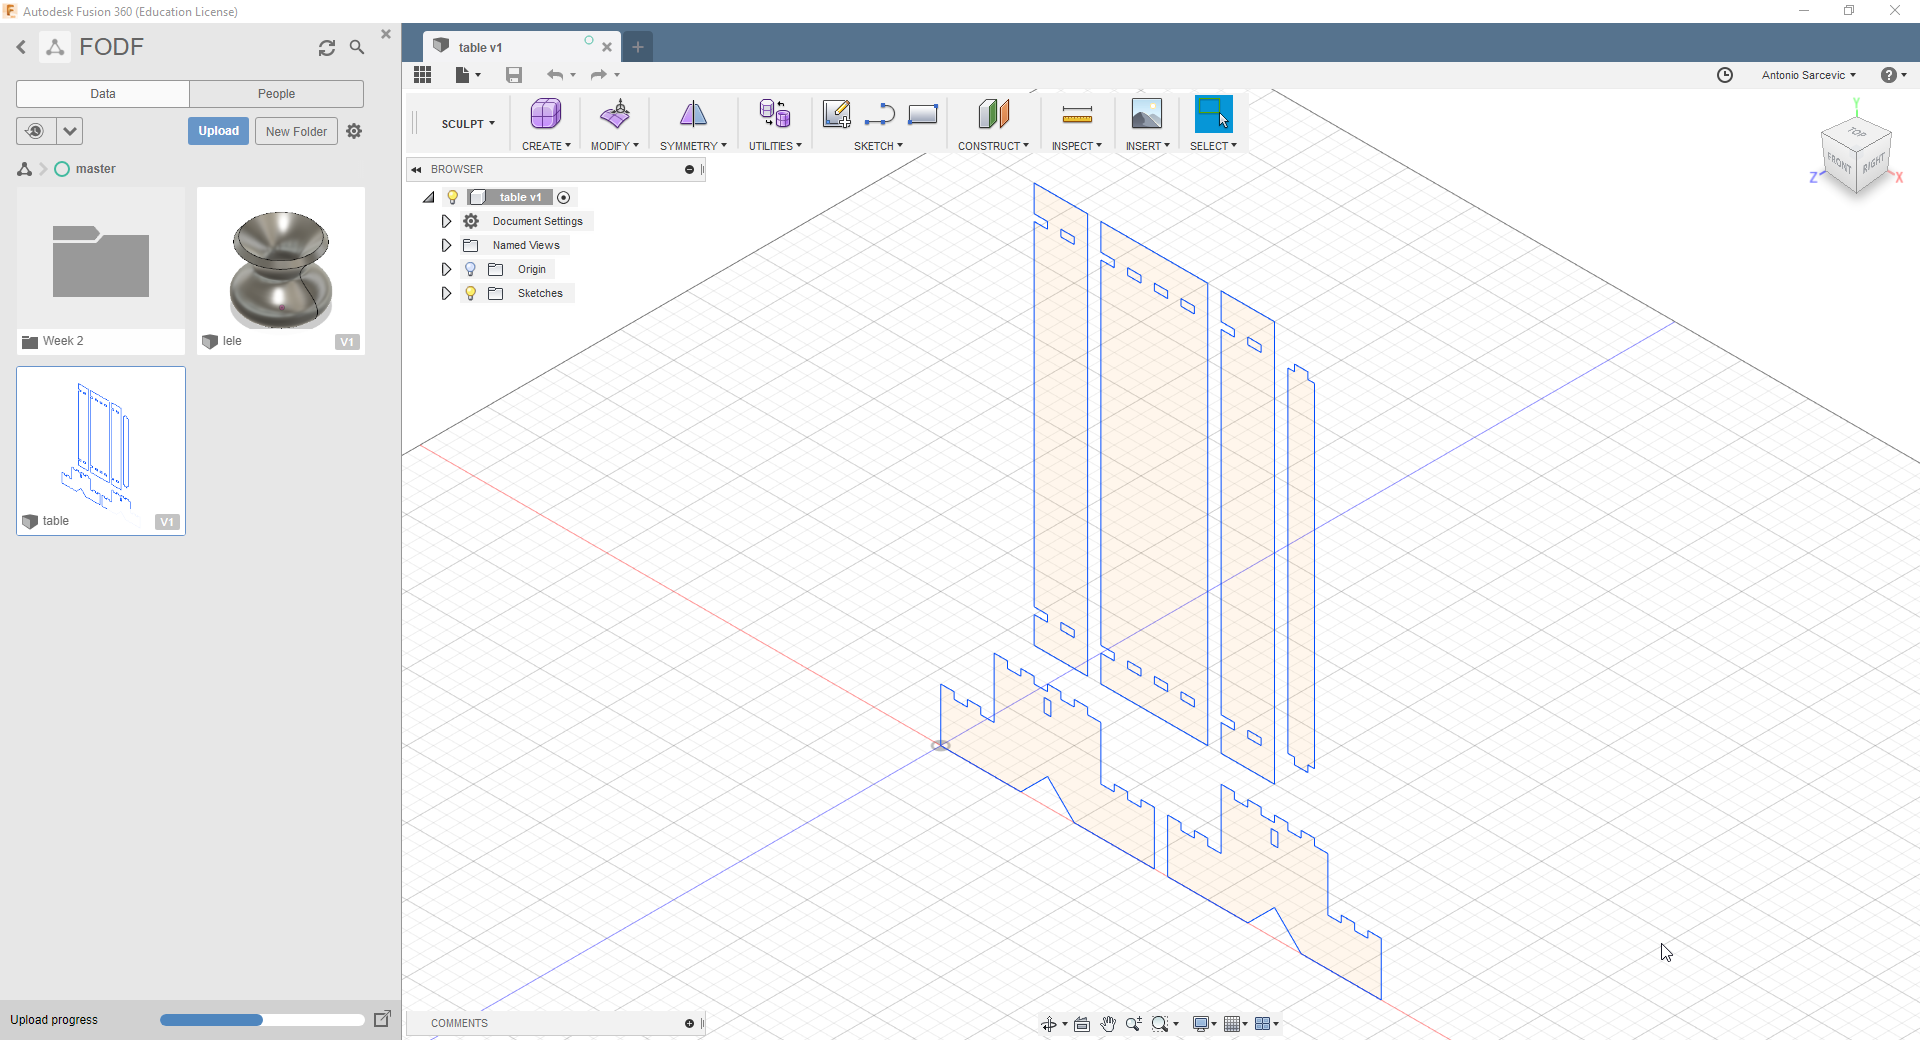 Autodesk Fusion 360 (Education License)
FODF
Data People
Upload New Folder
master
Week 2
lele V1
table V1
Upload progress
table v1
Antonio Sarcevic
SCULPT
CREATE MODIFY SYMMETRY UTILITIES SKETCH CONSTRUCT INSPECT INSERT SELECT
BROWSER
table v1
Document Settings
Named Views
Origin
Sketches
Y
TOP
FRONT RIGHT
Z X
COMMENTS